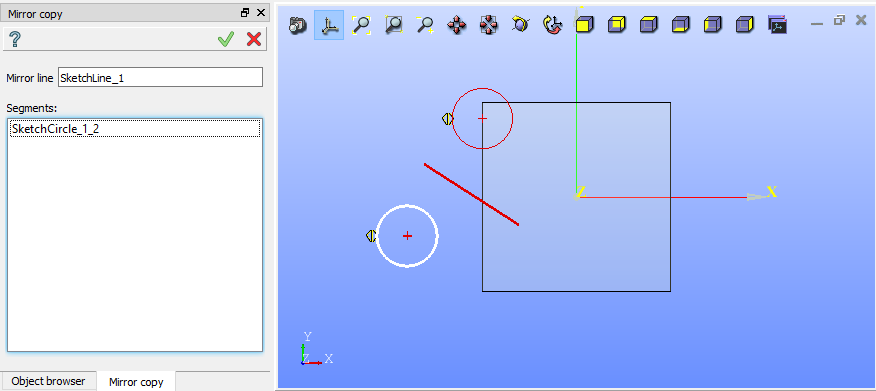 Mirror copy
Mirror line SketchLine_1
Segments:
SketchCircle_1_2
Object browser Mirror copy
Z X
Y
Z X